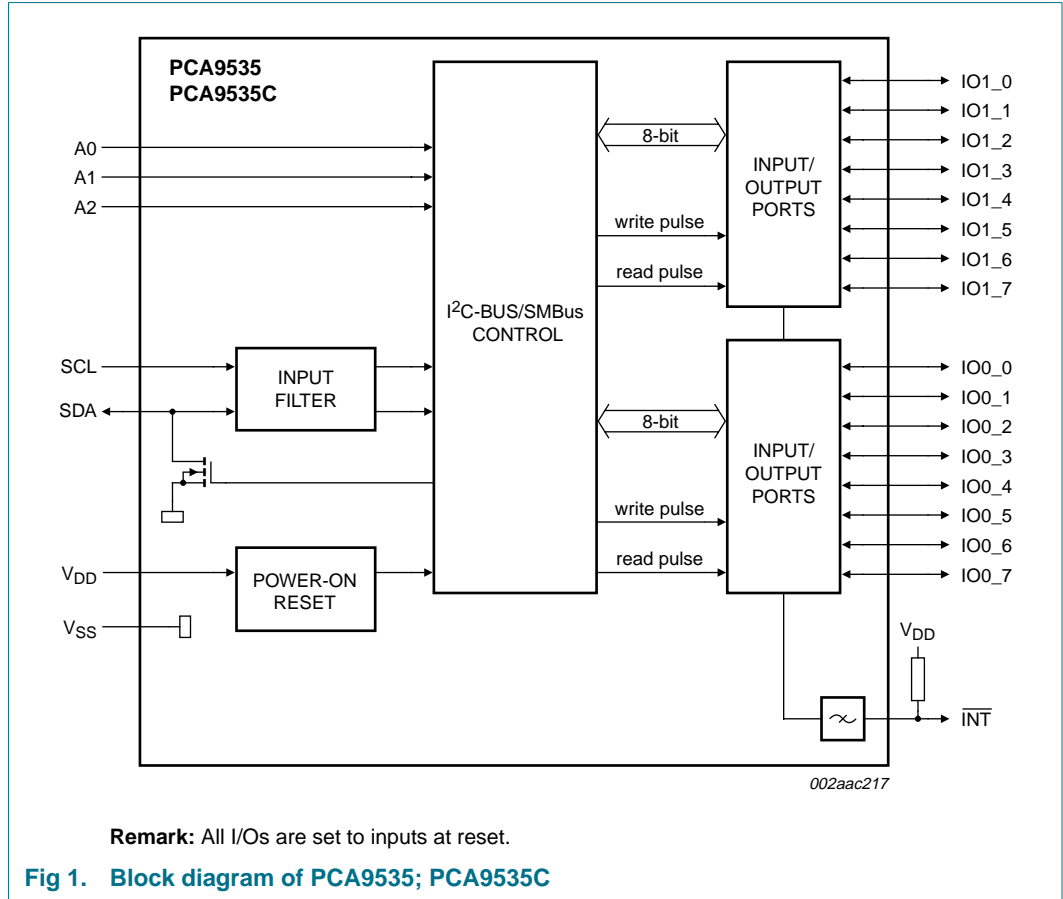 PCA9535
PCA9535C
A0
A1
A2
SCL
SDA
VDD
VSS
INPUT
FILTER
POWER-ON
RESET
I2C-BUS/SMBus
CONTROL
8-bit
write pulse
read pulse
INPUT/
OUTPUT
PORTS
IO1_0
IO1_1
IO1_2
IO1_3
IO1_4
IO1_5
IO1_6
IO1_7
8-bit
write pulse
read pulse
INPUT/
OUTPUT
PORTS
IO0_0
IO0_1
IO0_2
IO0_3
IO0_4
IO0_5
IO0_6
IO0_7
VDD
INT
002aac217
Remark: All I/Os are set to inputs at reset.
Fig 1. Block diagram of PCA9535; PCA9535C